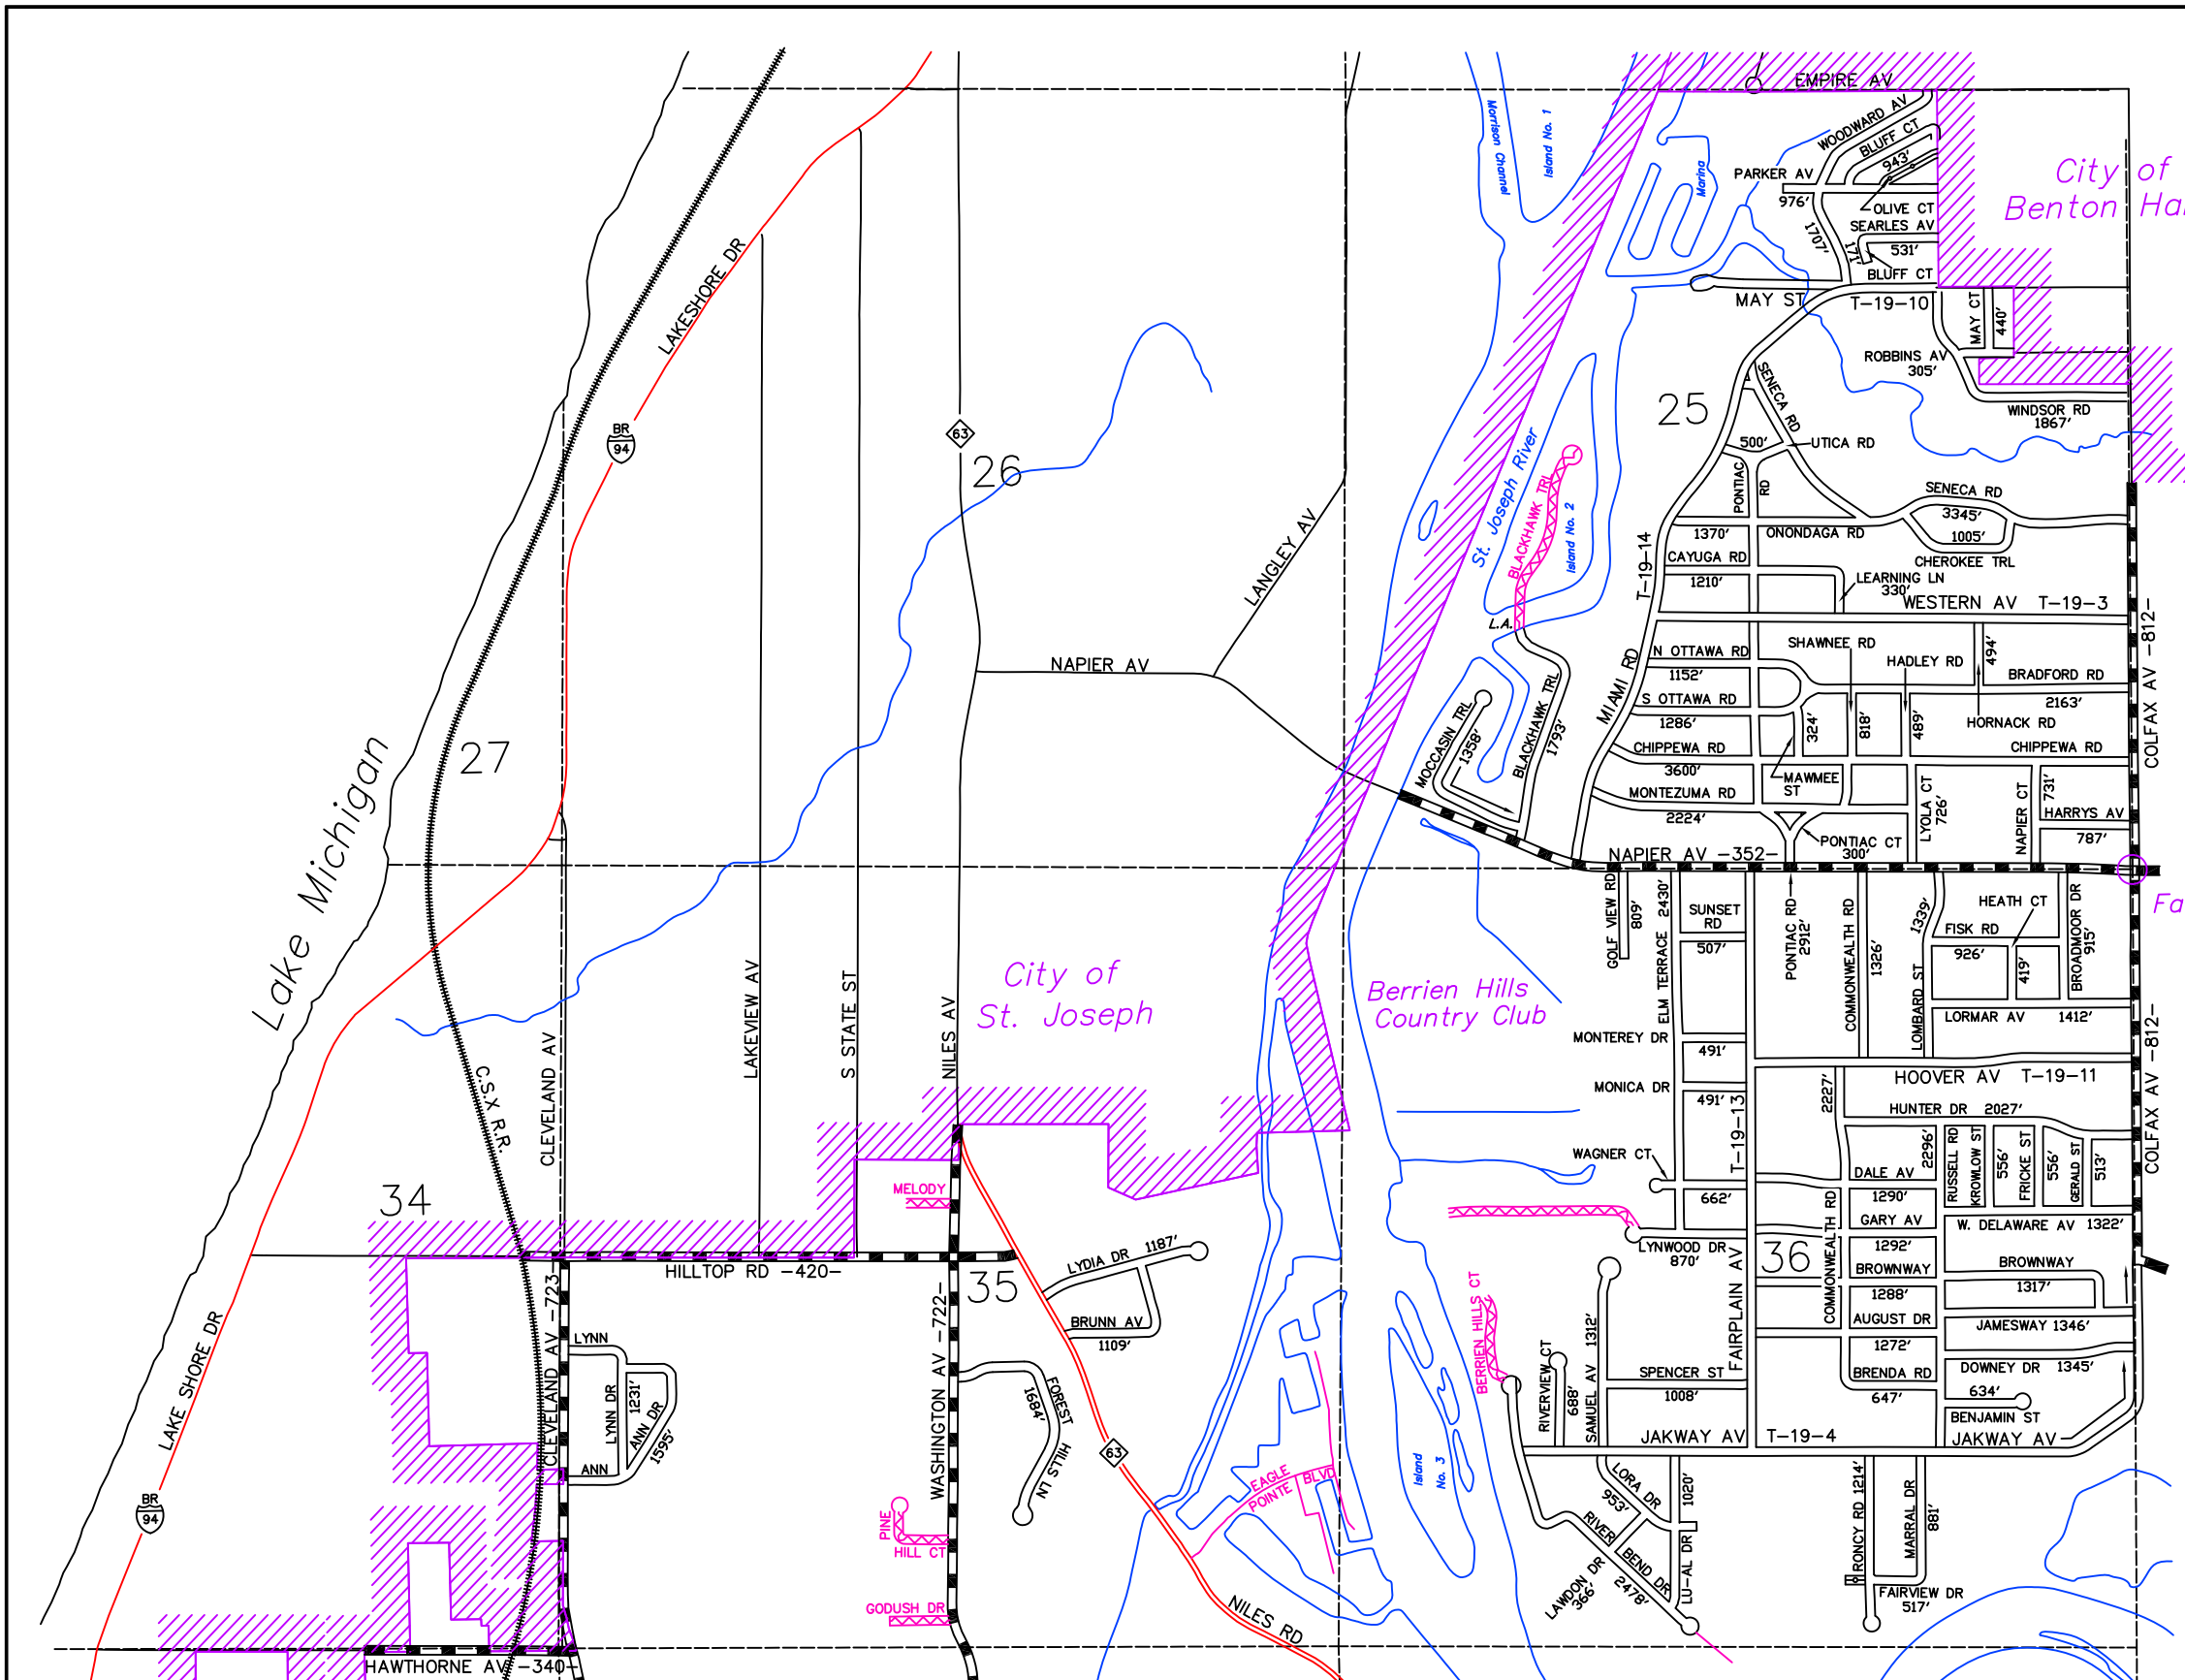 EMPIRE AV
WOODWARD AV
BLUFF CT
943'
City of
Benton Ha
Morrison Channel
Island No. 1
Marina
PARKER AV
976'
OLIVE CT
SEARLES AV
1707'
171'
531'
BLUFF CT
LAKESHORE DR
MAY ST
T-19-10
MAY CT
440'
ROBBINS AV
305'
SENECA RD
25
WINDSOR RD
1867'
BR
94
63
26
500'
UTICA RD
St. Joseph River
BLACKHAWK TRL
Island No. 2
PONTIAC
RD
SENECA RD
3345'
1370'
ONONDAGA RD
1005'
CHEROKEE TRL
LANGLEY AV
T-19-14
CAYUGA RD
1210'
LEARNING LN
330'
WESTERN AV T-19-3
COLFAX AV -812-
L.A.
NAPIER AV
MIAMI RD
N OTTAWA RD
1152'
SHAWNEE RD
HADLEY RD
494'
BRADFORD RD
2163'
S OTTAWA RD
1286'
324'
818'
489'
HORNACK RD
MOCCASIN TRL
1358'
BLACKHAWK TRL
1793'
CHIPPEWA RD
3600'
CHIPPEWA RD
MAWMEE
ST
27
Lake Michigan
MONTEZUMA RD
2224'
LYOLA CT
726'
NAPIER CT
731'
HARRYS AV
787'
PONTIAC CT
300'
NAPIER AV -352-
GOLF VIEW RD
809'
ELM TERRACE 2430'
SUNSET
RD
507'
PONTIAC RD
2912'
COMMONWEALTH RD
1326'
1339'
LOMBARD ST
HEATH CT
FISK RD
926'
419'
BROADMOOR DR
915'
Fa
City of
St. Joseph
Berrien Hills
Country Club
LORMAR AV 1412'
CLEVELAND AV
LAKEVIEW AV
S STATE ST
NILES AV
MONTEREY DR
491'
C.S.X R.R.
MONICA DR
491'
HOOVER AV T-19-11
COLFAX AV -812-
2227'
HUNTER DR 2027'
T-19-13
WAGNER CT
662'
DALE AV
1290'
2296'
RUSSELL RD
KROWLOW ST
556'
FRICKE ST
556'
GERALD ST
513'
34
MELODY
GARY AV
1292'
W. DELAWARE AV 1322'
LYNWOOD DR
870'
36
COMMONWEALTH RD
BROWNWAY
1288'
BROWNWAY
1317'
HILLTOP RD -420-
35
LYDIA DR 1187'
BRUNN AV
1109'
CLEVELAND AV -723-
WASHINGTON AV -722-
BERRIEN HILLS CT
FAIRPLAIN AV
AUGUST DR
1272'
JAMESWAY 1346'
LAKE SHORE DR
LYNN
LYNN DR
1231'
ANN DR
1595'
ANN
FOREST
HILLS LN
1684'
RIVERVIEW CT
688'
SAMUEL AV 1312'
SPENCER ST
1008'
BRENDA RD
647'
DOWNEY DR 1345'
634'
BENJAMIN ST
JAKWAY AV T-19-4
JAKWAY AV
63
Island
No. 3
EAGLE
POINTE
BLVD
BR
94
PINE
HILL CT
LORA DR
953'
1020'
LU-AL DR
RIVER
BEND DR
2478'
LAWDON DR
366'
RONCY RD 1214'
MARRAL DR
881'
FAIRVIEW DR
517'
GODUSH DR
NILES RD
HAWTHORNE AV -340-